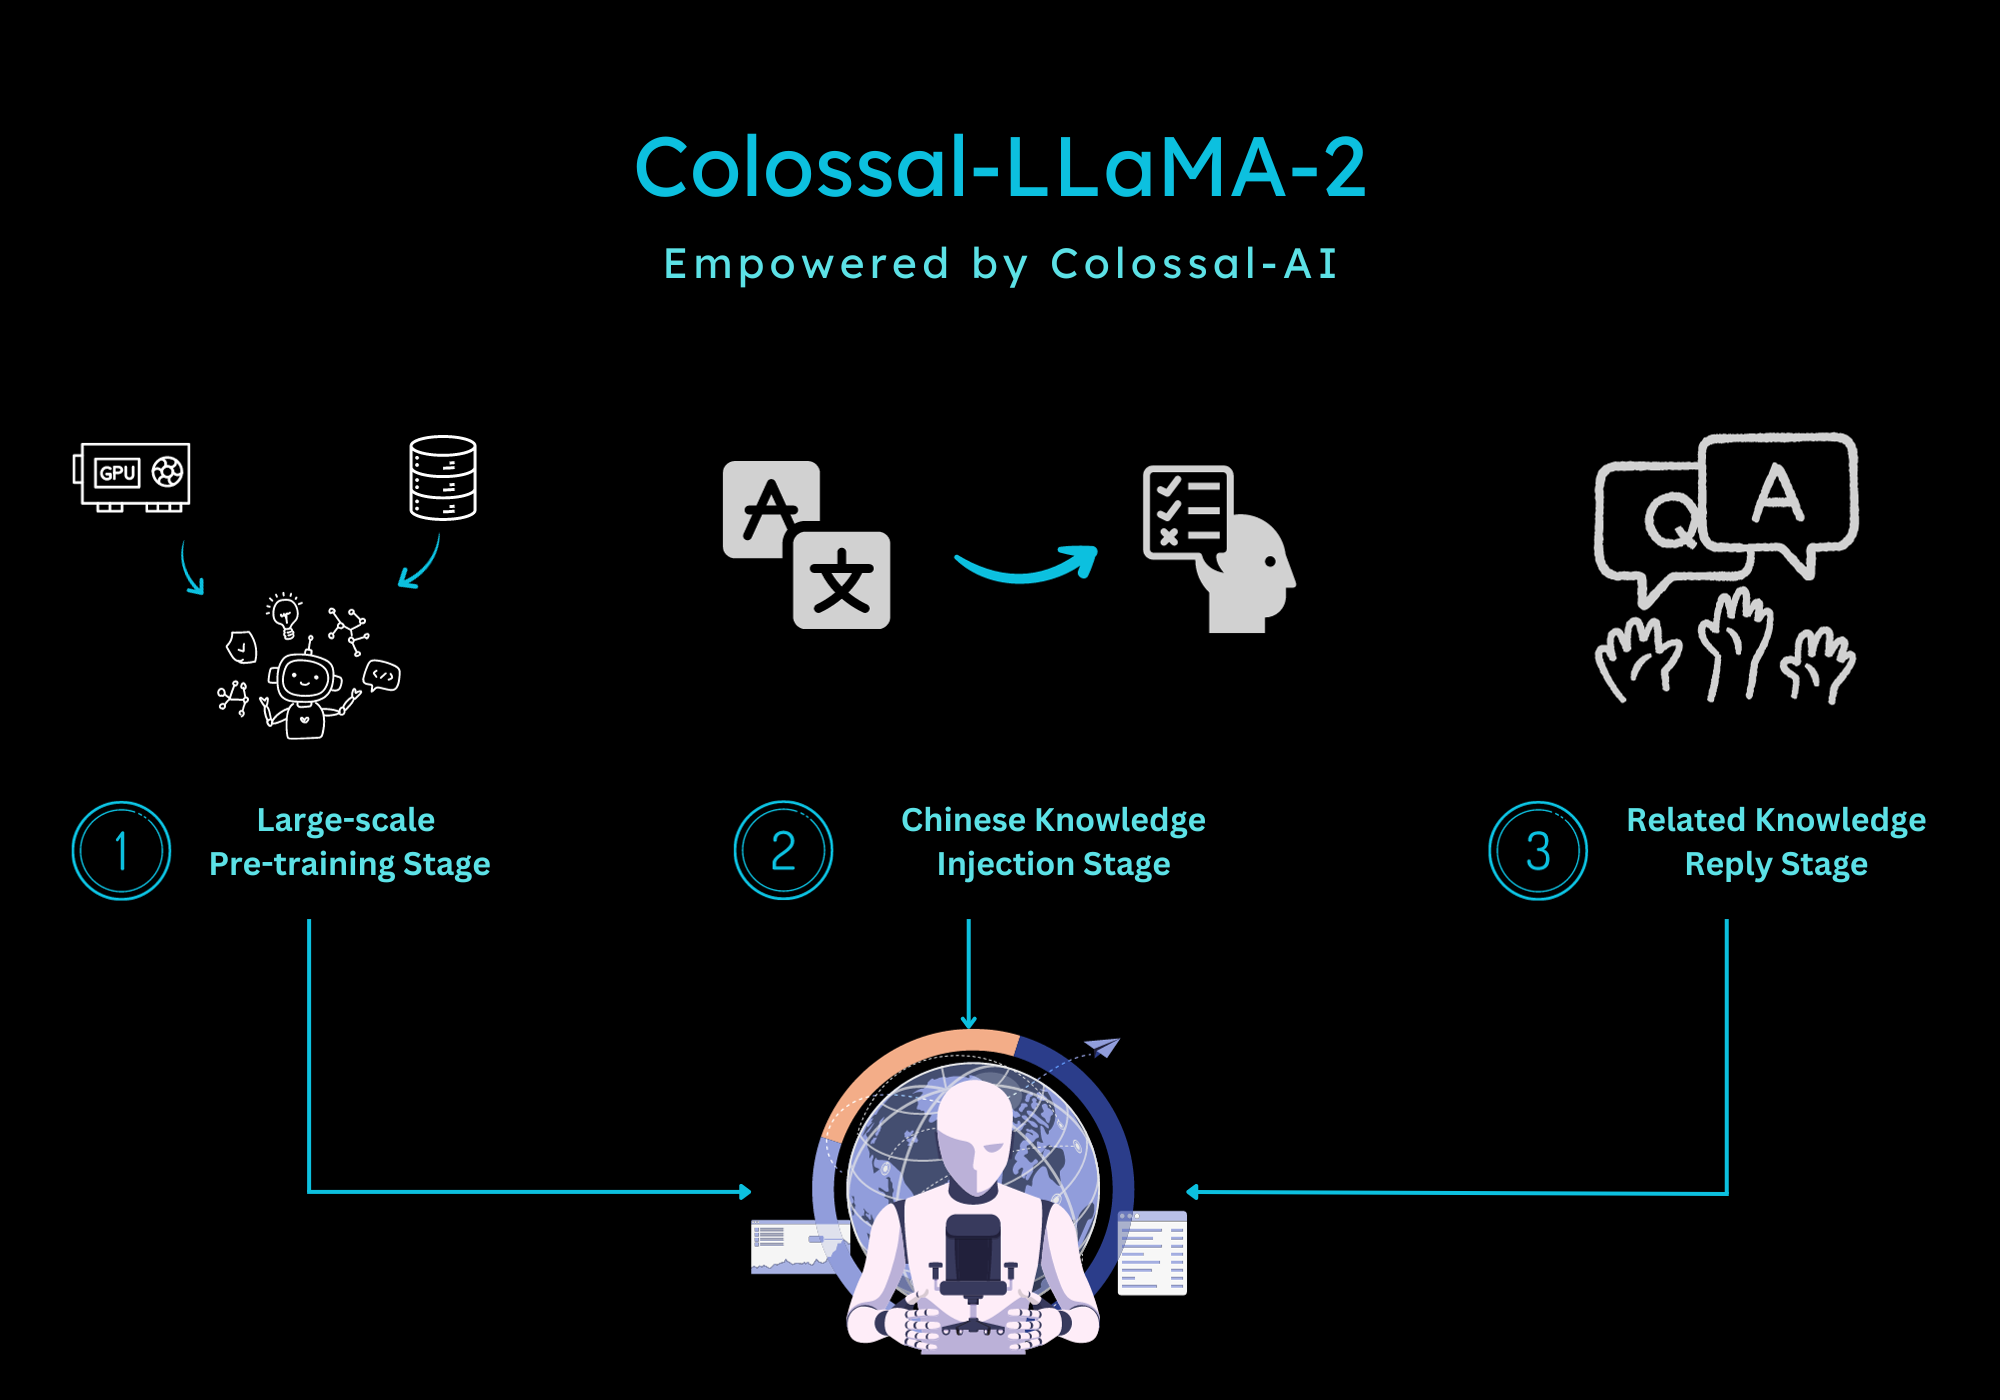 Colossal-LLaMA-2
Empowered by Colossal-AI
GPU
A
文
Q
A
1
Large-scale
Pre-training Stage
2
Chinese Knowledge
Injection Stage
3
Related Knowledge
Reply Stage